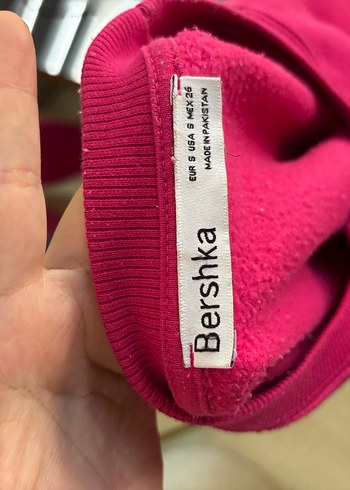 Bershka
EUR S USA S MEX 26
MADE IN PAKISTAN